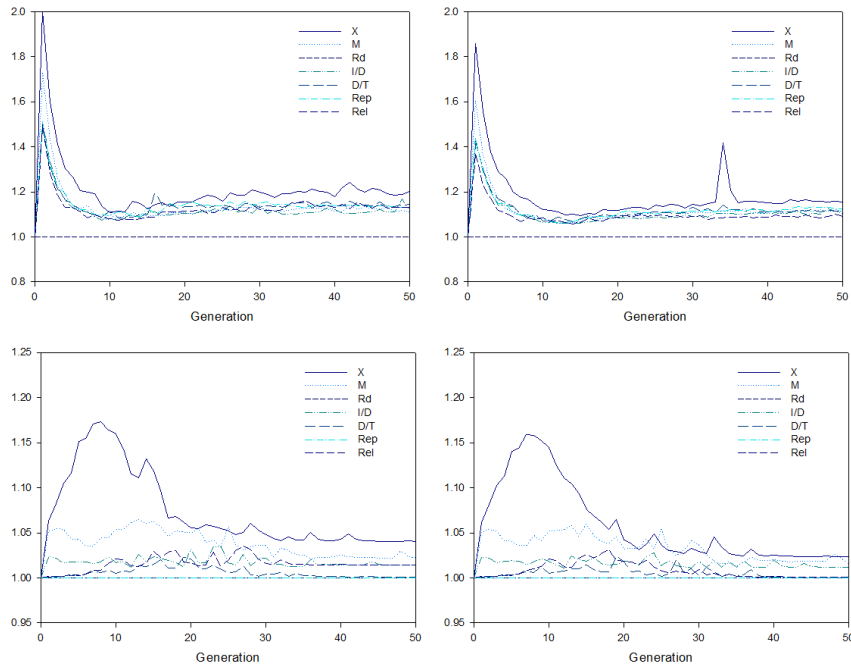 2.0
1.8
1.6
1.4
1.2
1.0
0.8
X
M
Rd
I/D
D/T
Rep
Rel
0 10 20 30 40 50
Generation
2.0
1.8
1.6
1.4
1.2
1.0
0.8
X
M
Rd
I/D
D/T
Rep
Rel
0 10 20 30 40 50
Generation
1.25
1.20
1.15
1.10
1.05
1.00
0.95
X
M
Rd
I/D
D/T
Rep
Rel
0 10 20 30 40 50
Generation
1.25
1.20
1.15
1.10
1.05
1.00
0.95
X
M
Rd
I/D
D/T
Rep
Rel
0 10 20 30 40 50
Generation